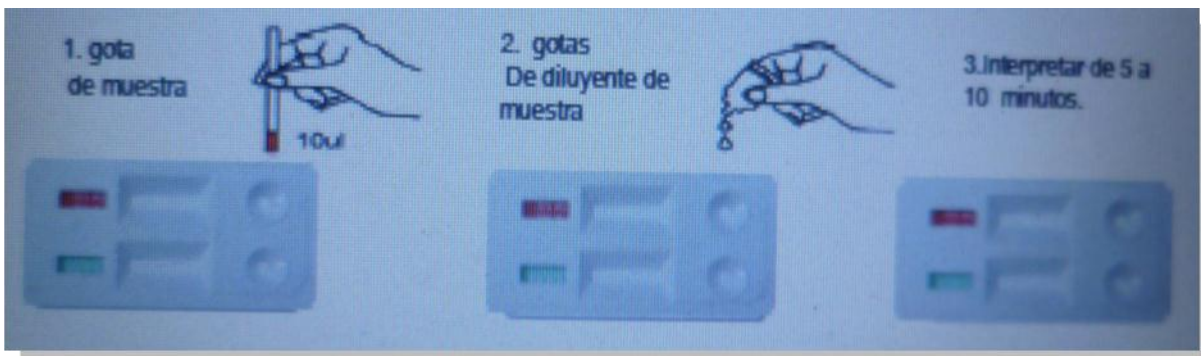 1. gota
de muestra
10ul
2. gotas
De diluyente de
muestra
3.Interpretar de 5 a
10 minutos.